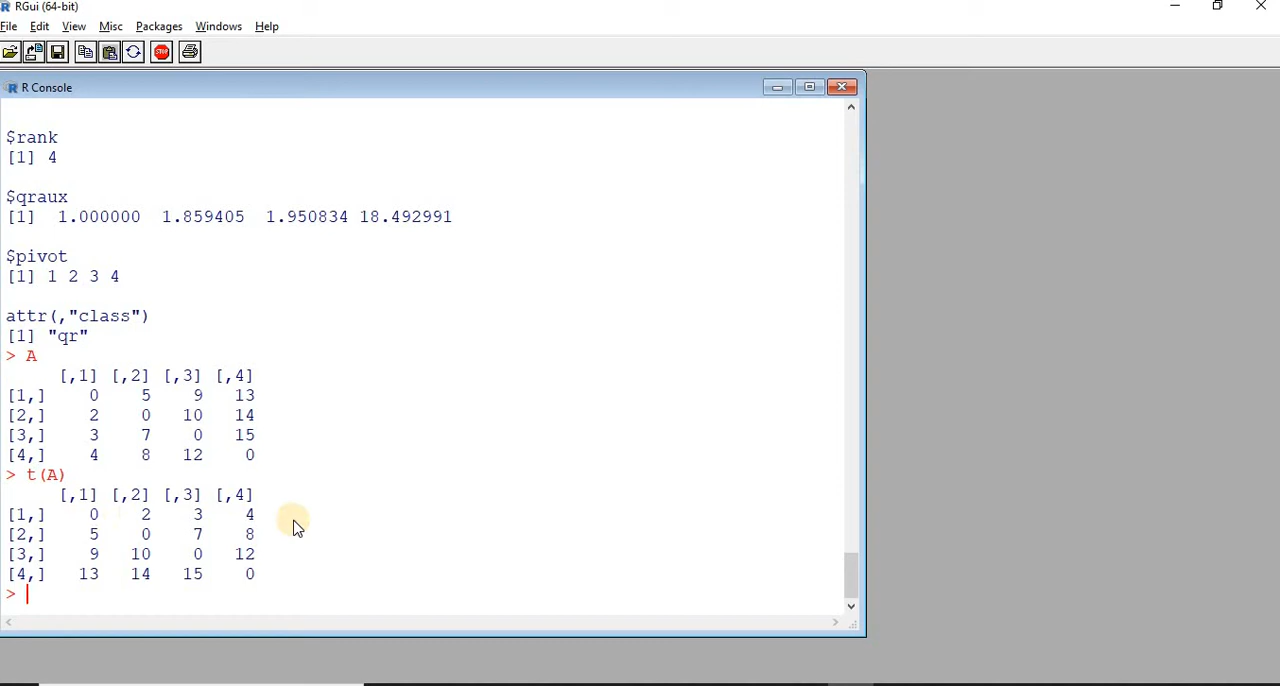 RGui (64-bit)
File Edit View Misc Packages Windows Help
STOP
R Console
$rank
[1] 4
$qraux
[1]  1.000000  1.859405  1.950834 18.492991
$pivot
[1] 1 2 3 4
attr(,"class")
[1] "qr"
> A
     [,1] [,2] [,3] [,4]
[1,]    0    5    9   13
[2,]    2    0   10   14
[3,]    3    7    0   15
[4,]    4    8   12    0
> t(A)
     [,1] [,2] [,3] [,4]
[1,]    0    2    3    4
[2,]    5    0    7    8
[3,]    9   10    0   12
[4,]   13   14   15    0
>